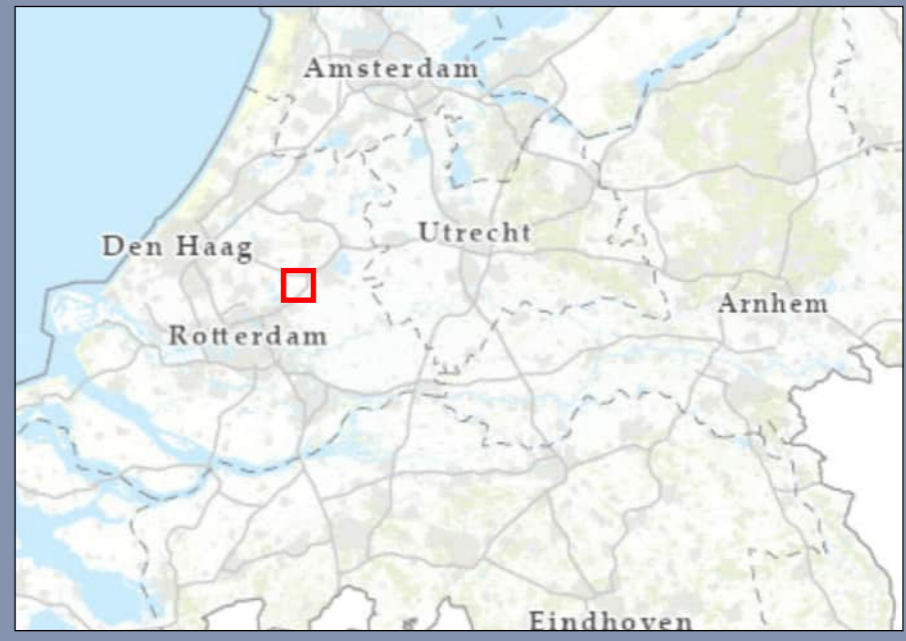 Amsterdam
Utrecht
Den Haag
Arnhem
Rotterdam
Eindhoven